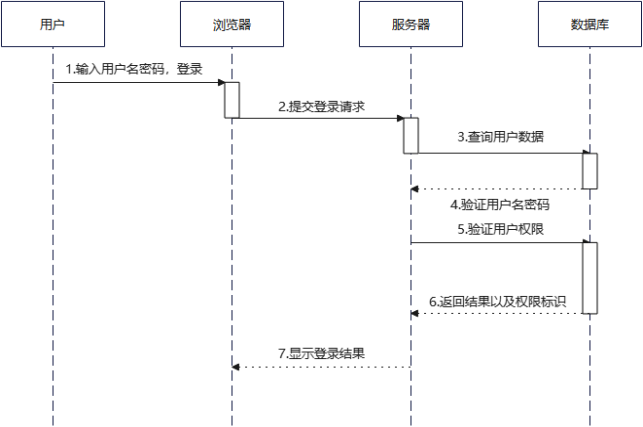 用户
浏览器
服务器
数据库
1.输入用户名密码，登录
2.提交登录请求
3.查询用户数据
4.验证用户名密码
5.验证用户权限
6.返回结果以及权限标识
7.显示登录结果